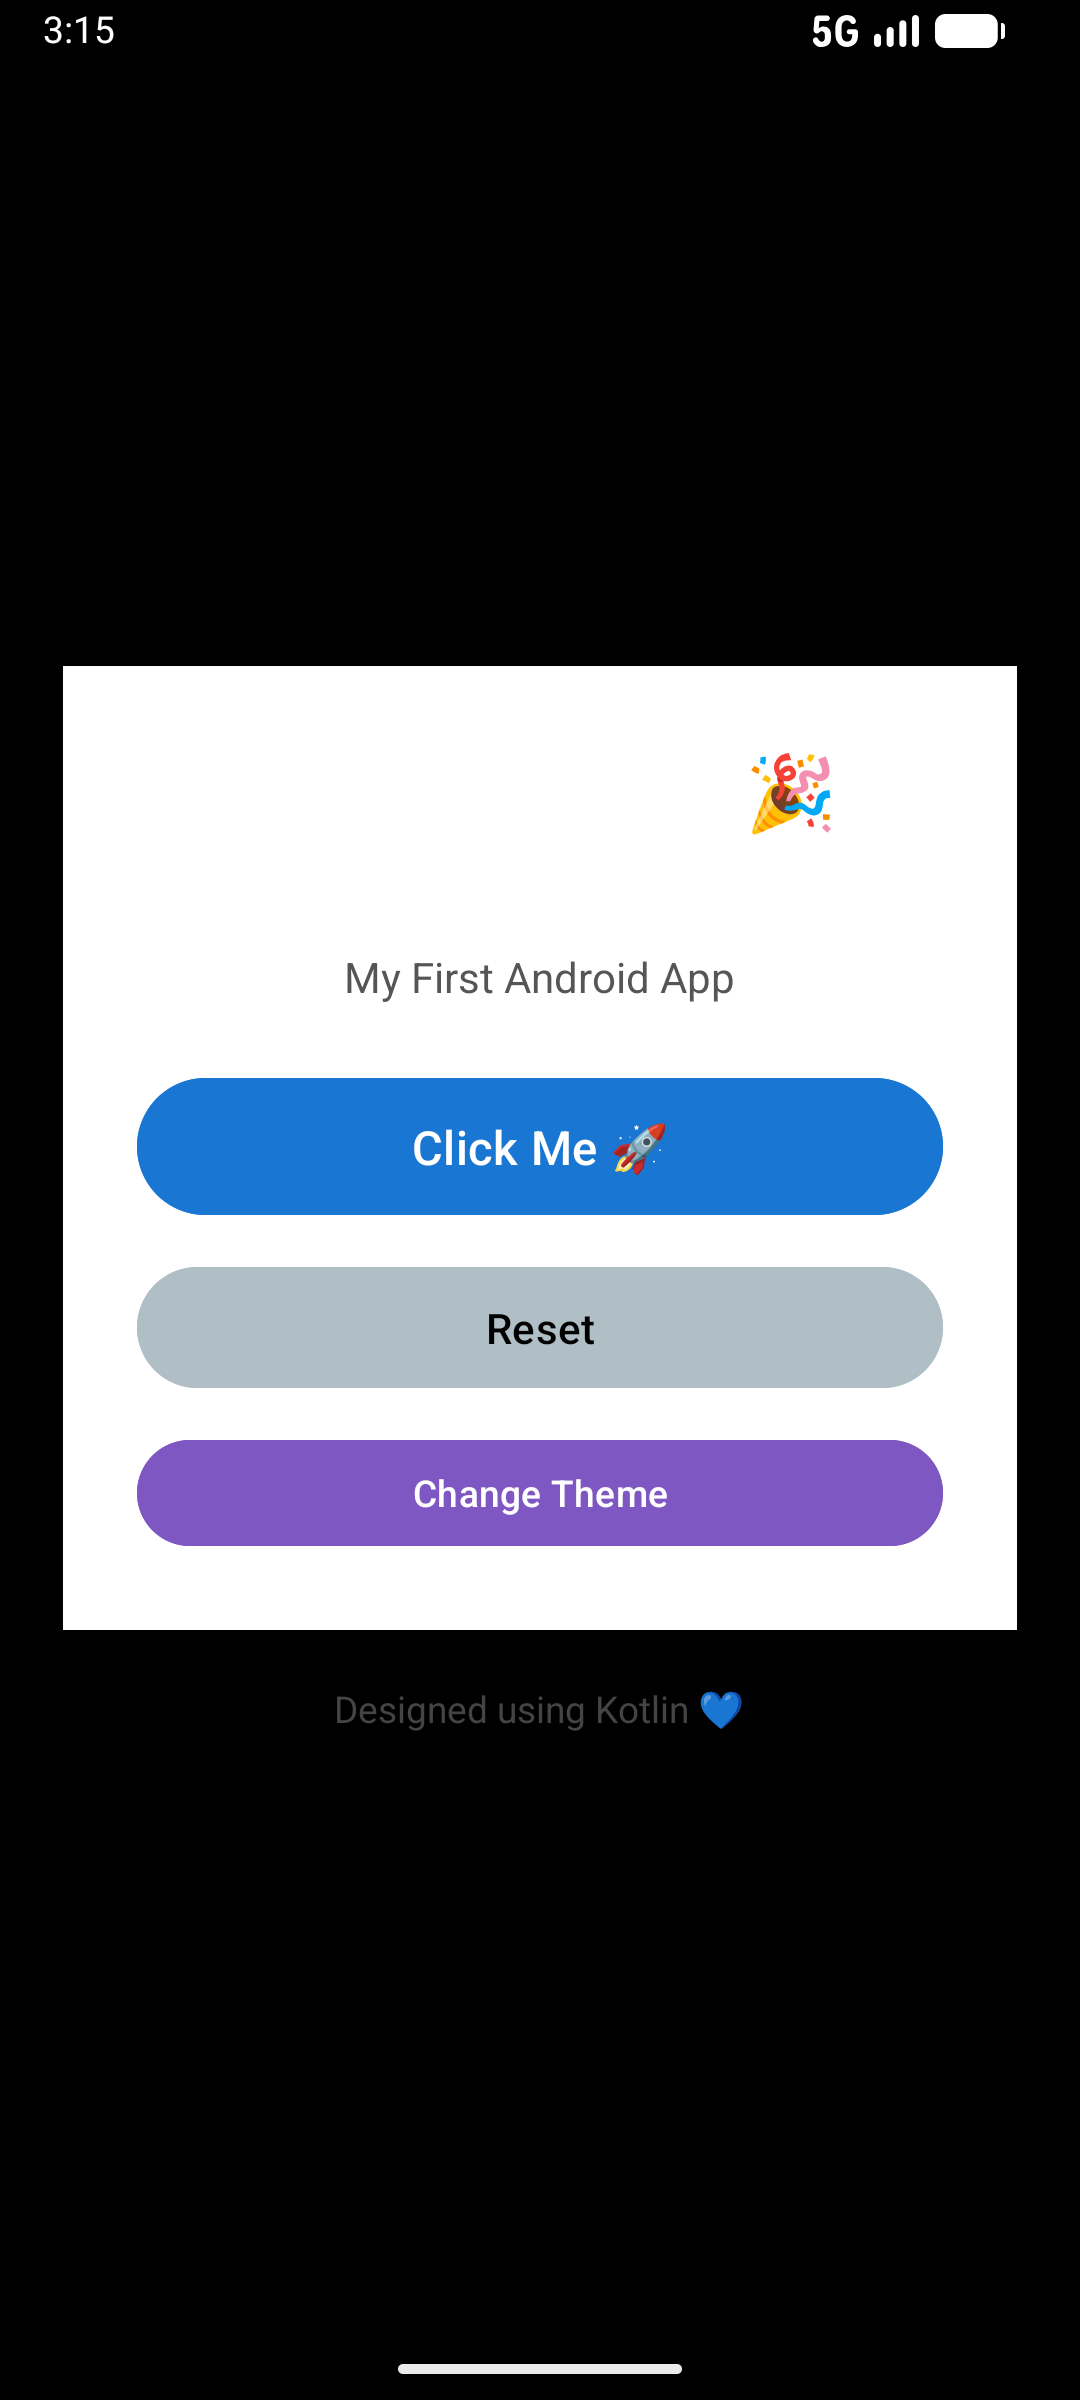 3:15 5G
🎉
My First Android App
Click Me 🚀
Reset
Change Theme
Designed using Kotlin 💙